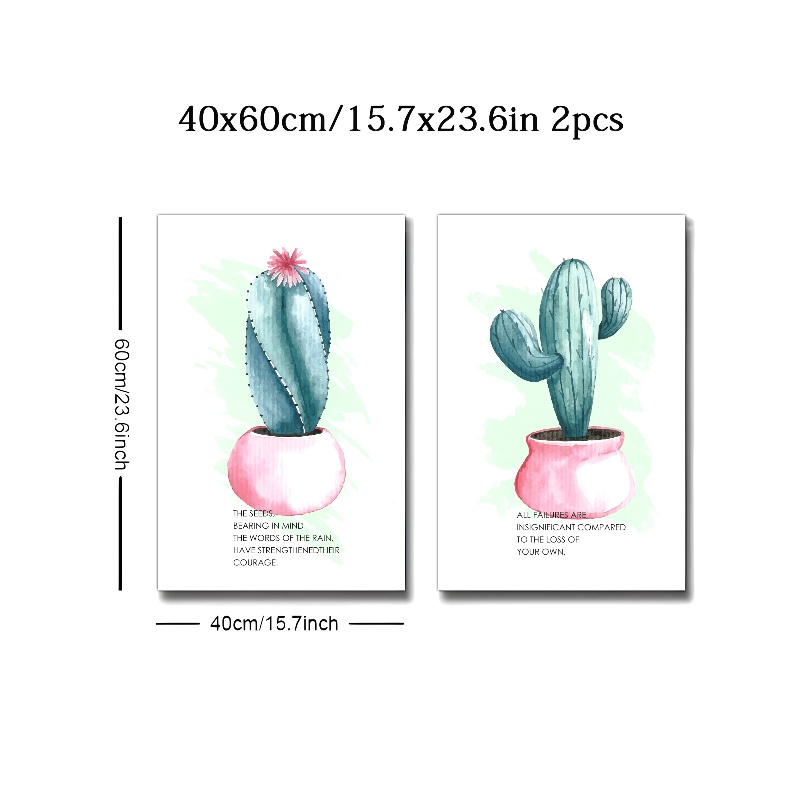 40x60cm/15.7x23.6in 2pcs
60cm/23.6inch
THE SEEDS,
BEARING IN MIND
THE WORDS OF THE RAIN,
HAVE STRENGTHENEDTHEIR
COURAGE.
ALL FAILURES ARE
INSIGNIFICANT COMPARED
TO THE LOSS OF
YOUR OWN.
40cm/15.7inch